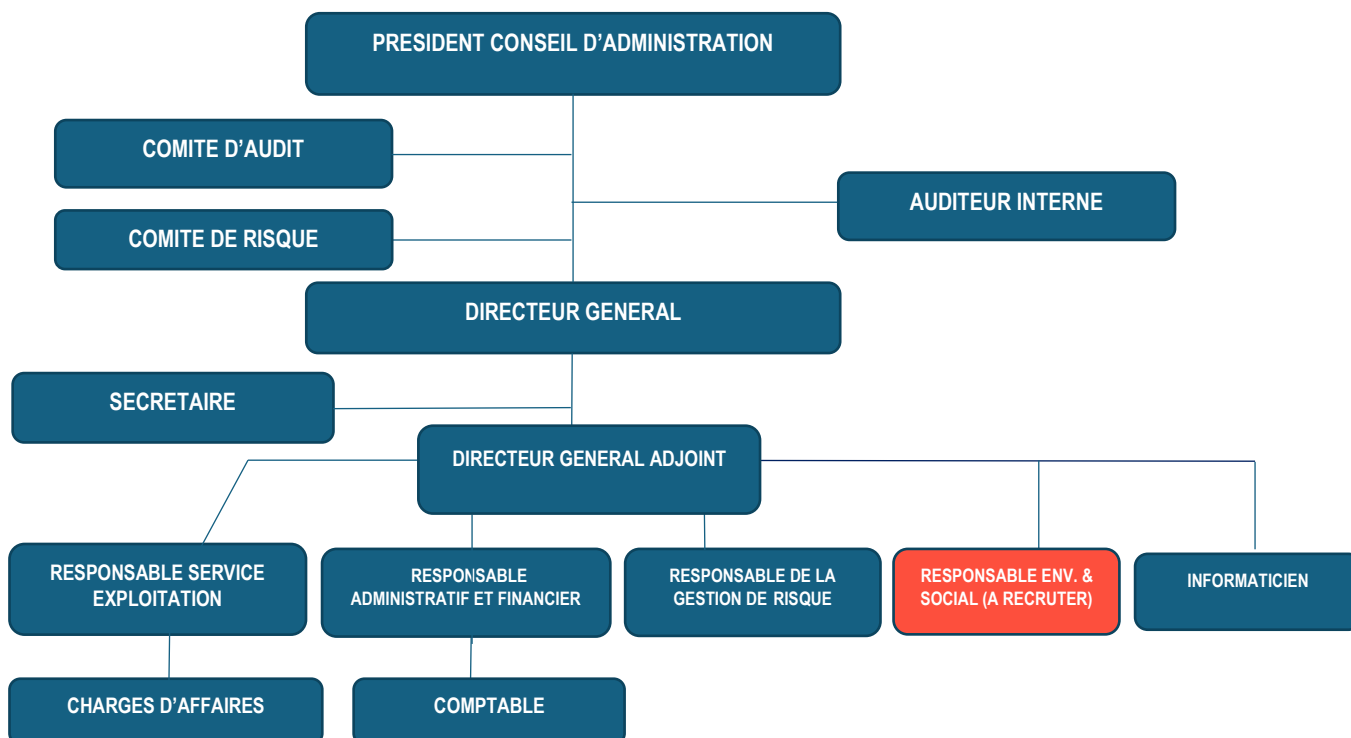 PRESIDENT CONSEIL D’ADMINISTRATION
COMITE D’AUDIT
AUDITEUR INTERNE
COMITE DE RISQUE
DIRECTEUR GENERAL
SECRETAIRE
DIRECTEUR GENERAL ADJOINT
RESPONSABLE SERVICE
EXPLOITATION
RESPONSABLE
ADMINISTRATIF ET FINANCIER
RESPONSABLE DE LA
GESTION DE RISQUE
RESPONSABLE ENV. &
SOCIAL (A RECRUTER)
INFORMATICIEN
CHARGES D’AFFAIRES
COMPTABLE